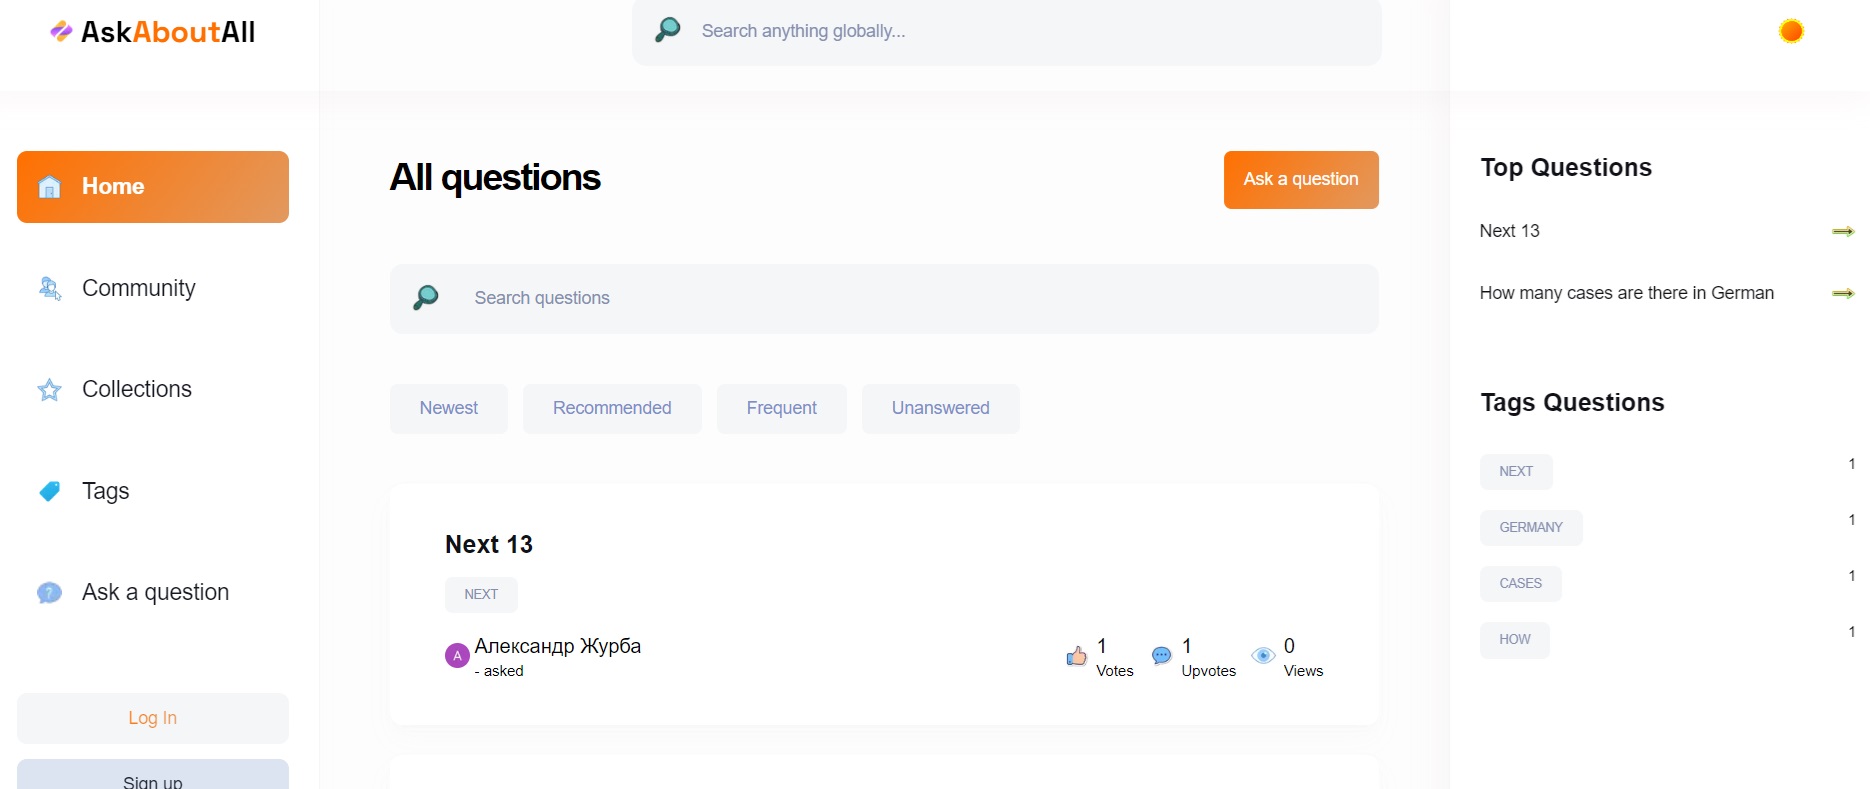 AskAboutAll
Search anything globally...
Home
Community
Collections
Tags
Ask a question
Log In
Sign up
All questions
Ask a question
Search questions
Newest
Recommended
Frequent
Unanswered
Next 13
NEXT
A
Александр Журба
- asked
1
Votes
1
Upvotes
0
Views
Top Questions
Next 13
How many cases are there in German
Tags Questions
NEXT 1
GERMANY 1
CASES 1
HOW 1